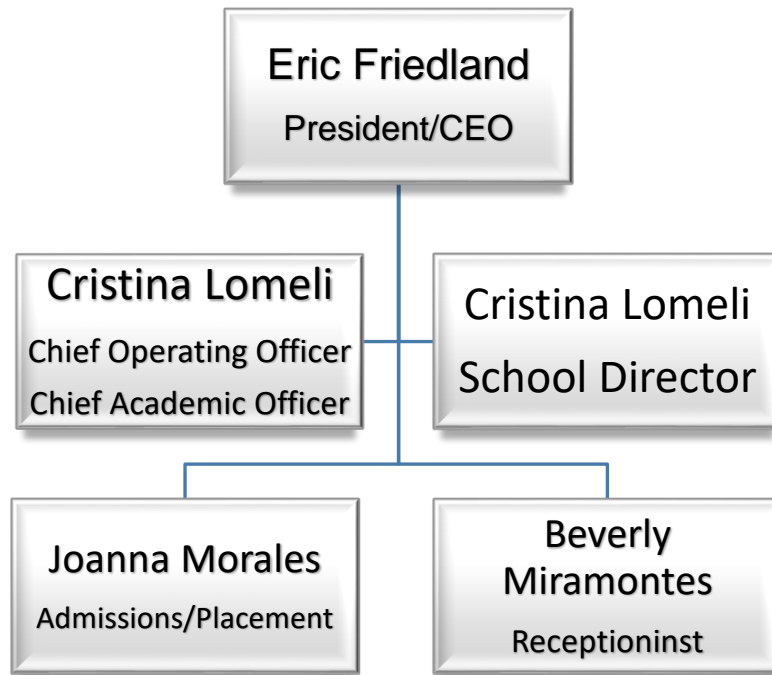 Eric Friedland
President/CEO
Cristina Lomeli
Chief Operating Officer
Chief Academic Officer
Cristina Lomeli
School Director
Joanna Morales
Admissions/Placement
Beverly
Miramontes
Receptioninst